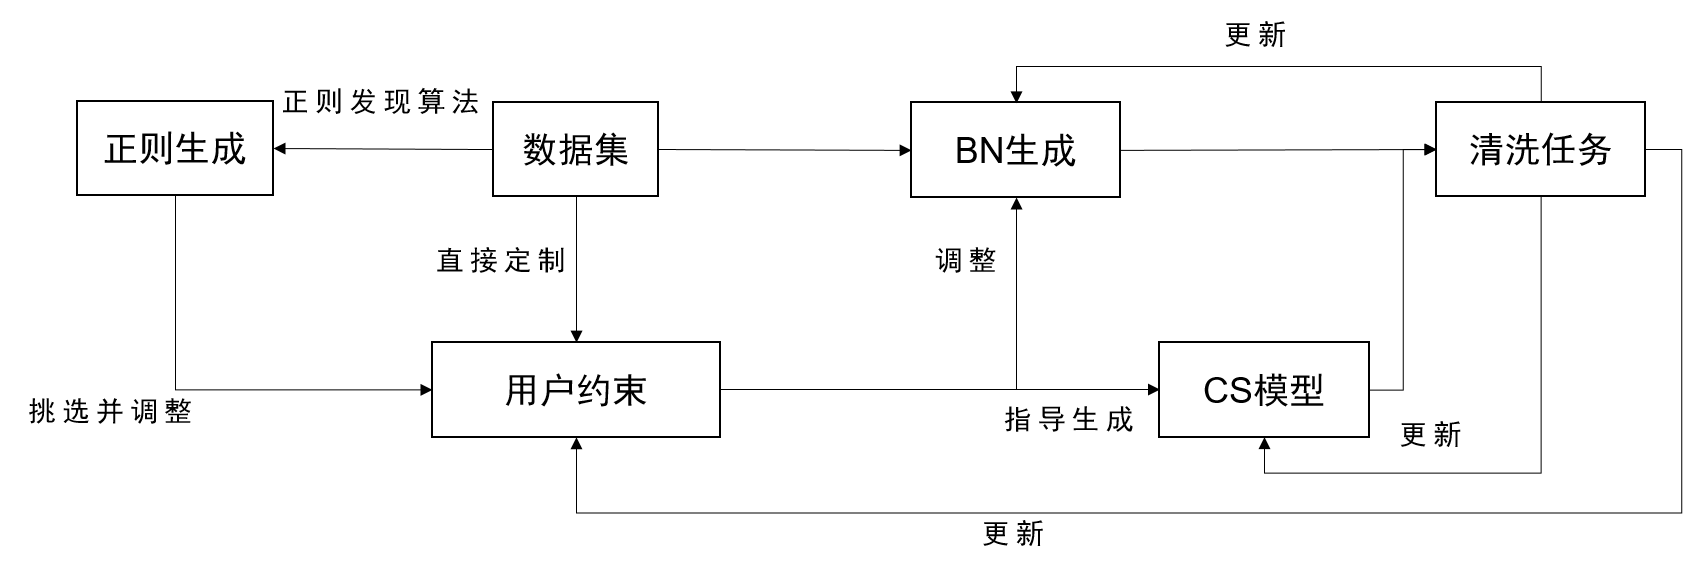 更新
正则发现算法
正则生成
数据集
BN生成
清洗任务
直接定制
调整
用户约束
CS模型
挑选并调整
指导生成
更新
更新